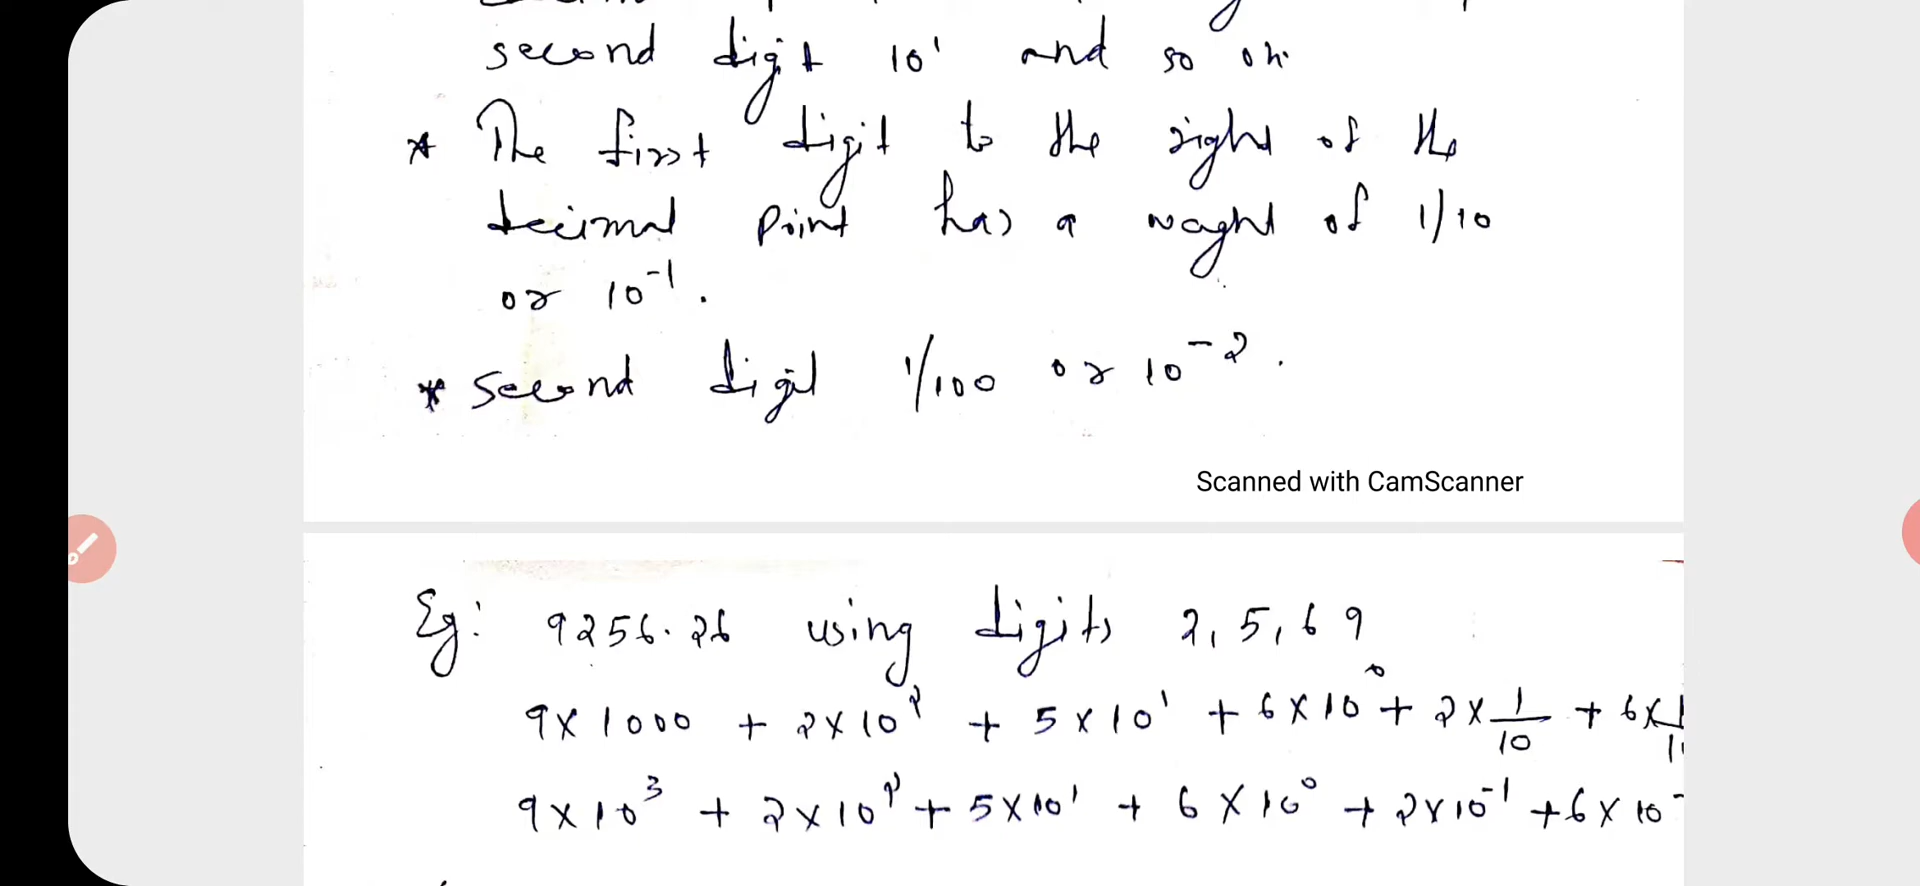 second digit 10¹ and so on.
* The first digit to the right of the
decimal point has a weght of 1/10
or 10⁻¹.
* second digit 1/100 or 10⁻².
Scanned with CamScanner
Eg: 9256.26 using digits 2, 5, 6 9
9 x 1000 + 2 x 10² + 5 x 10¹ + 6 x 10⁰ + 2 x 1/10 + 6 x
9 x 10³ + 2 x 10² + 5 x 10¹ + 6 x 10⁰ + 2 x 10⁻¹ + 6 x 10⁻